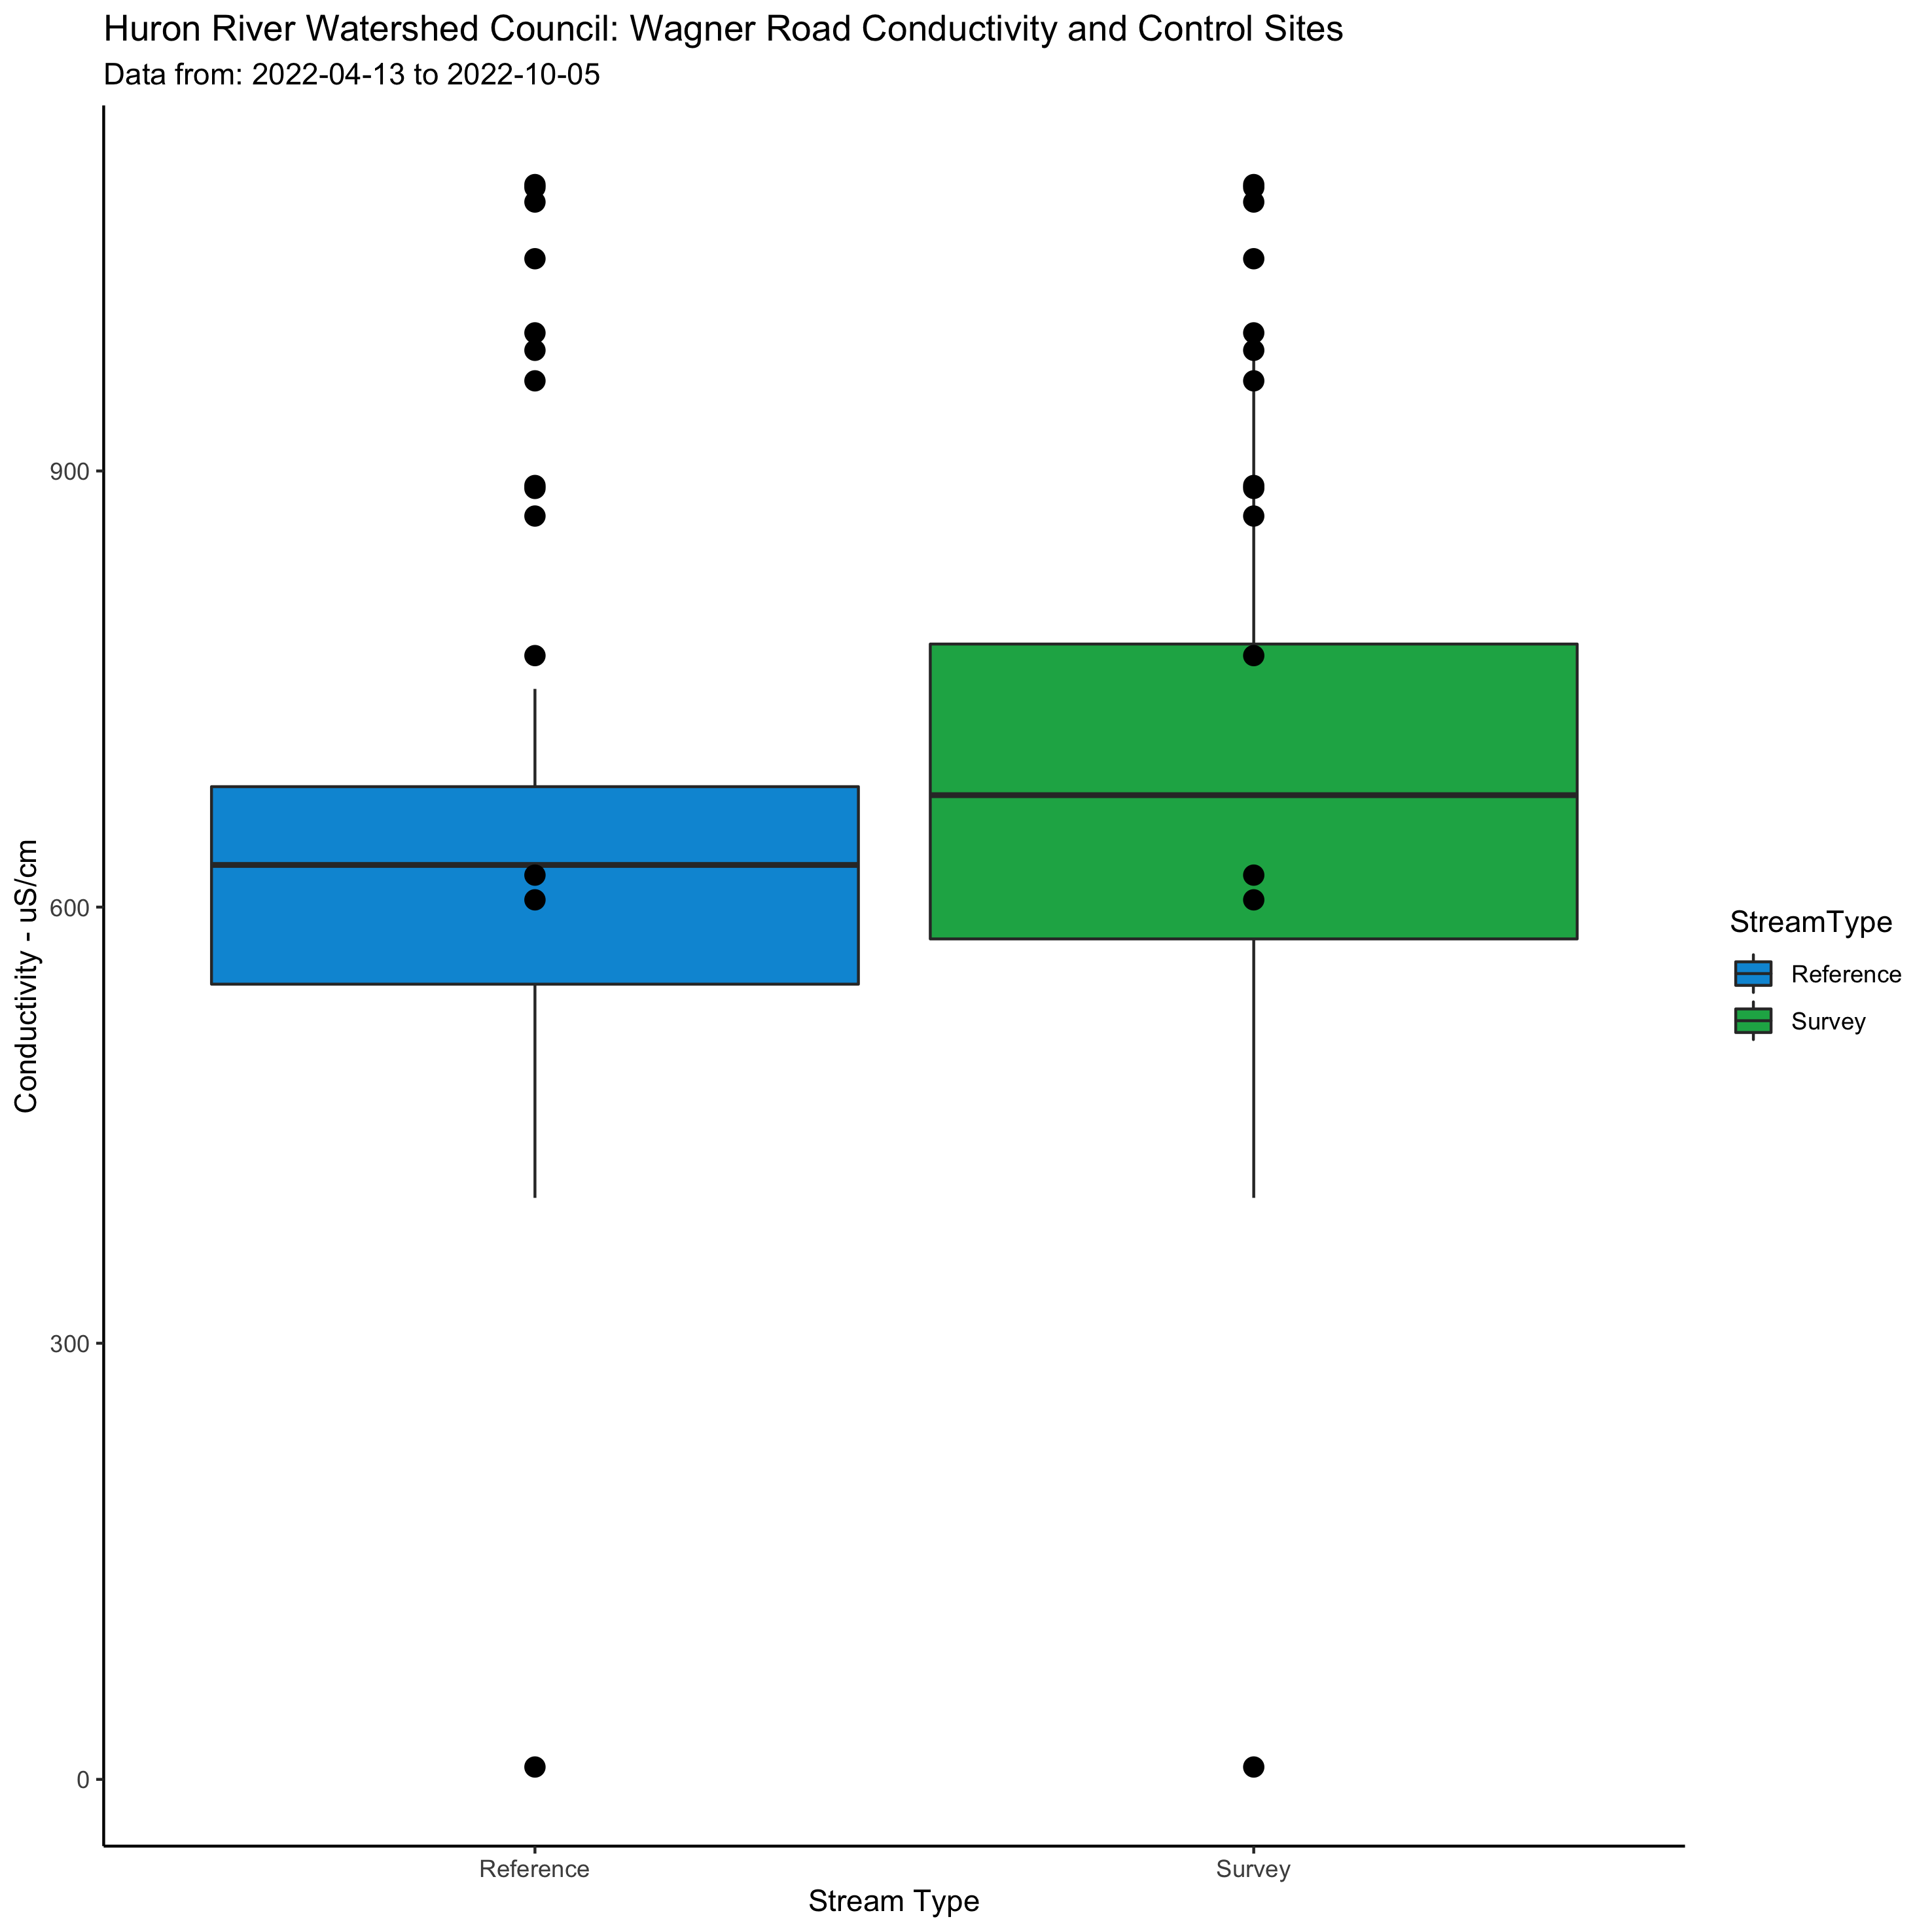 Huron River Watershed Council: Wagner Road Conductivity and Control Sites
Data from: 2022-04-13 to 2022-10-05
Conductivity - uS/cm
900
600
300
0
Reference
Survey
Stream Type
StreamType
Reference
Survey